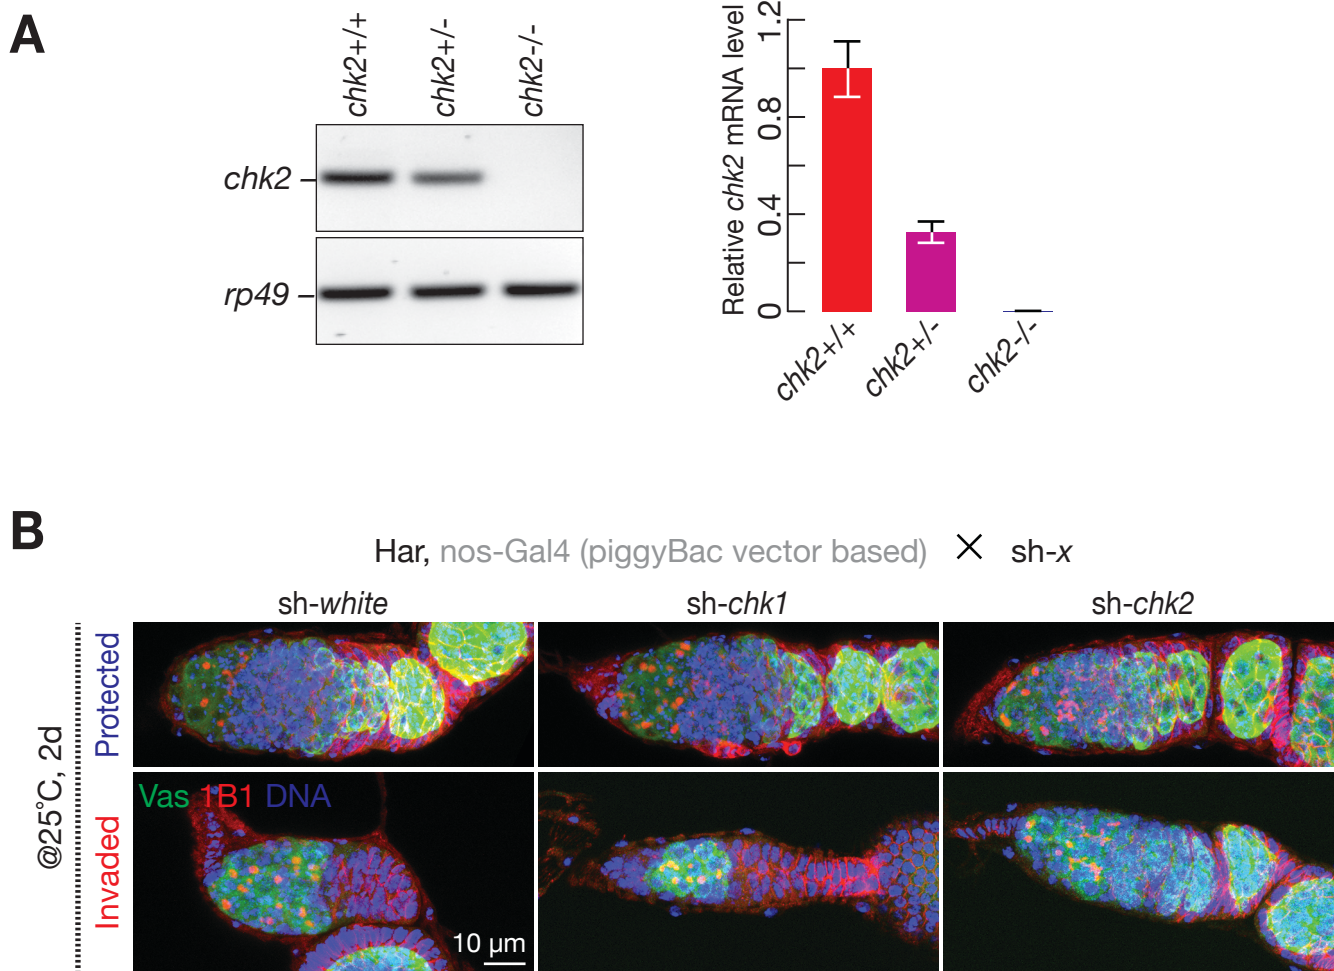 A
chk2+/+
chk2+/-
chk2-/-
chk2
rp49
Relative chk2 mRNA level
1.2
0.8
0.4
0
chk2+/+
chk2+/-
chk2-/-
B
Har, nos-Gal4 (piggyBac vector based) × sh-x
sh-white
sh-chk1
sh-chk2
@25°C, 2d
Protected
Invaded
Vas 1B1 DNA
10 µm